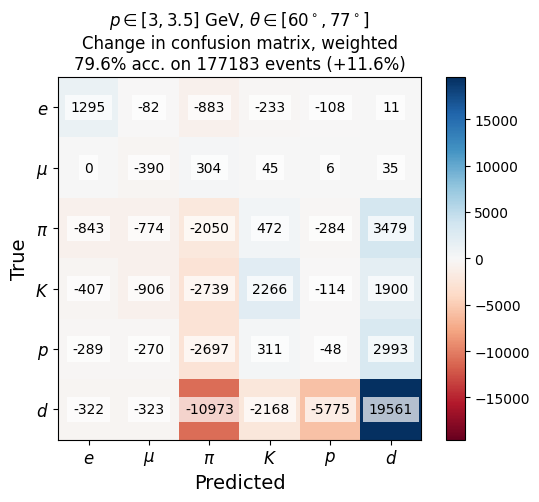 p ∈ [3, 3.5] GeV, θ ∈ [60°, 77°]
Change in confusion matrix, weighted
79.6% acc. on 177183 events (+11.6%)
e 1295 -82 -883 -233 -108 11
μ 0 -390 304 45 6 35
π -843 -774 -2050 472 -284 3479
K -407 -906 -2739 2266 -114 1900
p -289 -270 -2697 311 -48 2993
d -322 -323 -10973 -2168 -5775 19561
e μ π K p d
True
Predicted
15000
10000
5000
0
−5000
−10000
−15000